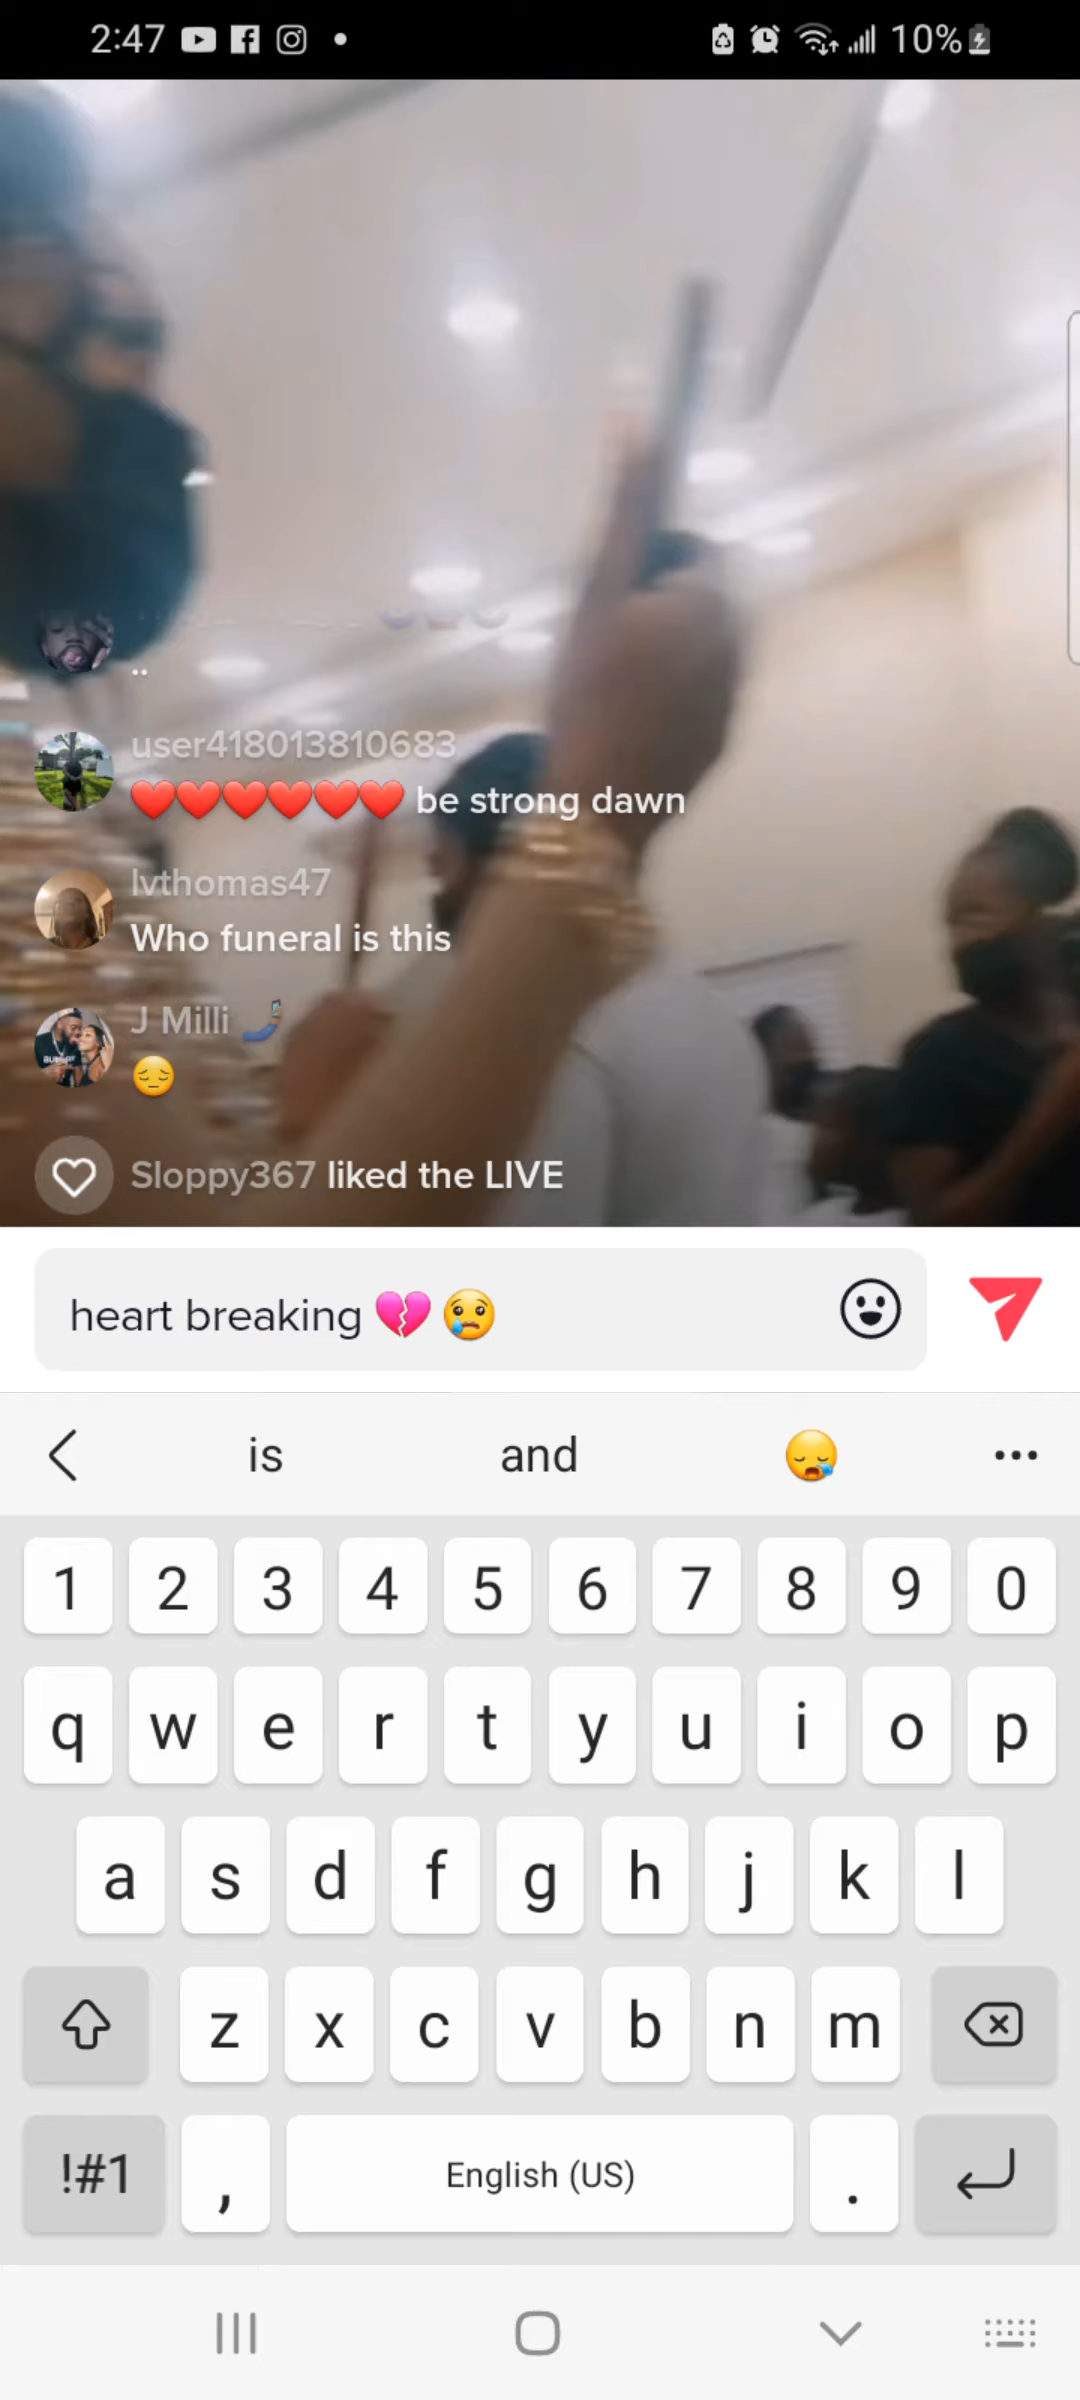 2:47
10%
..
user418013810683
❤️❤️❤️❤️❤️❤️ be strong dawn
lvthomas47
Who funeral is this
J Milli 🤳
😔
Sloppy367 liked the LIVE
heart breaking 💔😢
is and 😪
1 2 3 4 5 6 7 8 9 0
q w e r t y u i o p
a s d f g h j k l
z x c v b n m
!#1 , English (US) .